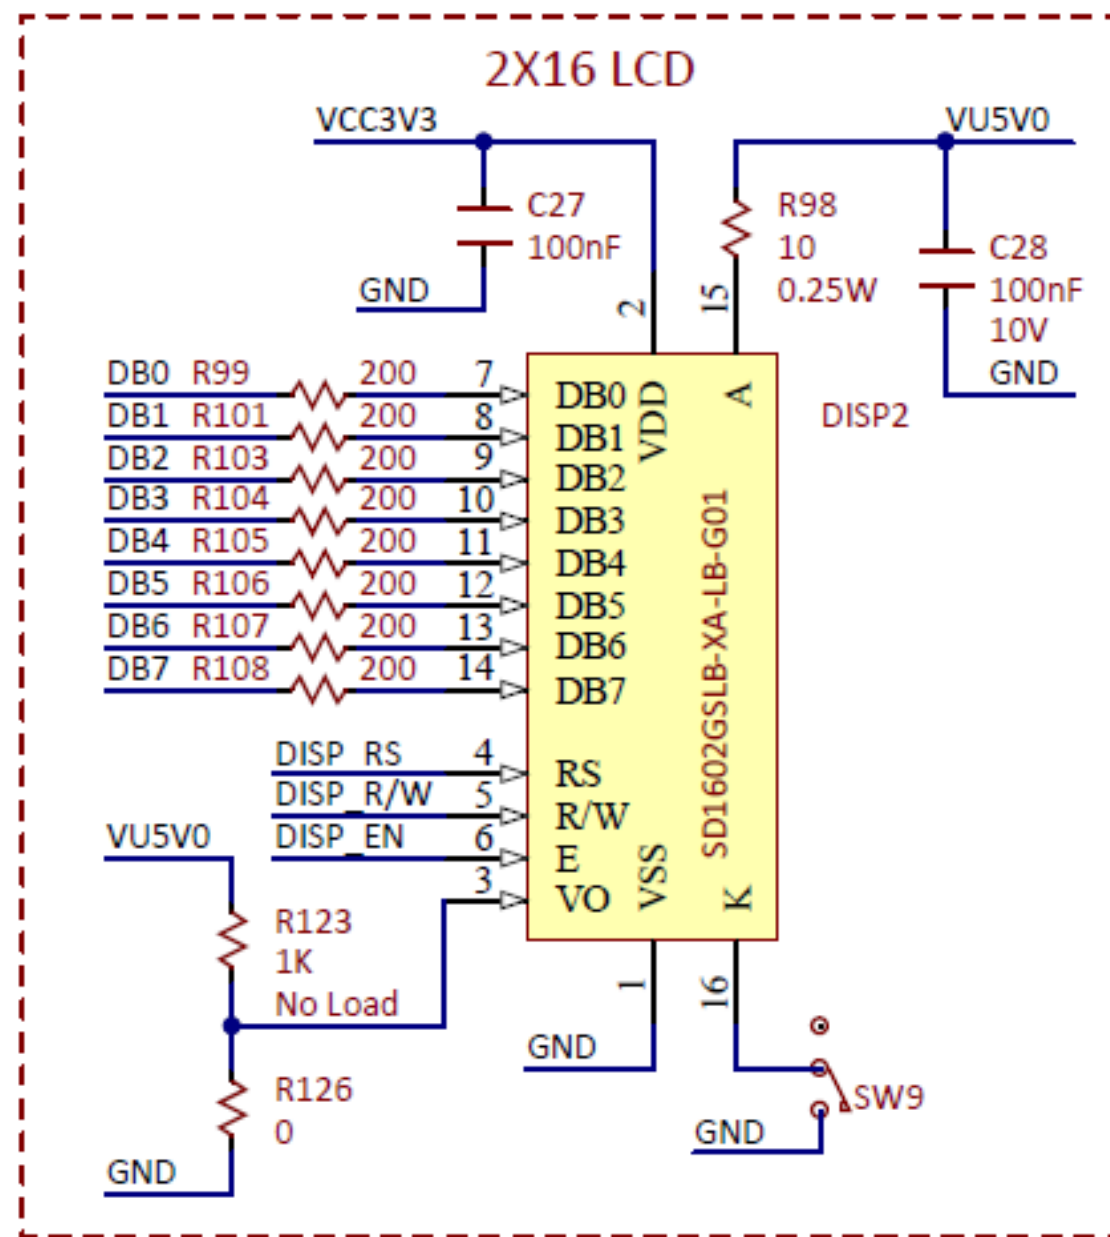 2X16 LCD
VCC3V3
VU5V0
C27
100nF
GND
R98
10
0.25W
C28
100nF
10V
GND
2
15
DB0 R99 200 7 DB0
DB1 R101 200 8 DB1
DB2 R103 200 9 DB2
DB3 R104 200 10 DB3
DB4 R105 200 11 DB4
DB5 R106 200 12 DB5
DB6 R107 200 13 DB6
DB7 R108 200 14 DB7
VDD
A
DISP2
SD1602GSLB-XA-LB-G01
DISP_RS 4 RS
DISP_R/W 5 R/W
DISP_EN 6 E
3 VO
VSS
K
VU5V0
R123
1K
No Load
R126
0
GND
1
16
GND
SW9
GND